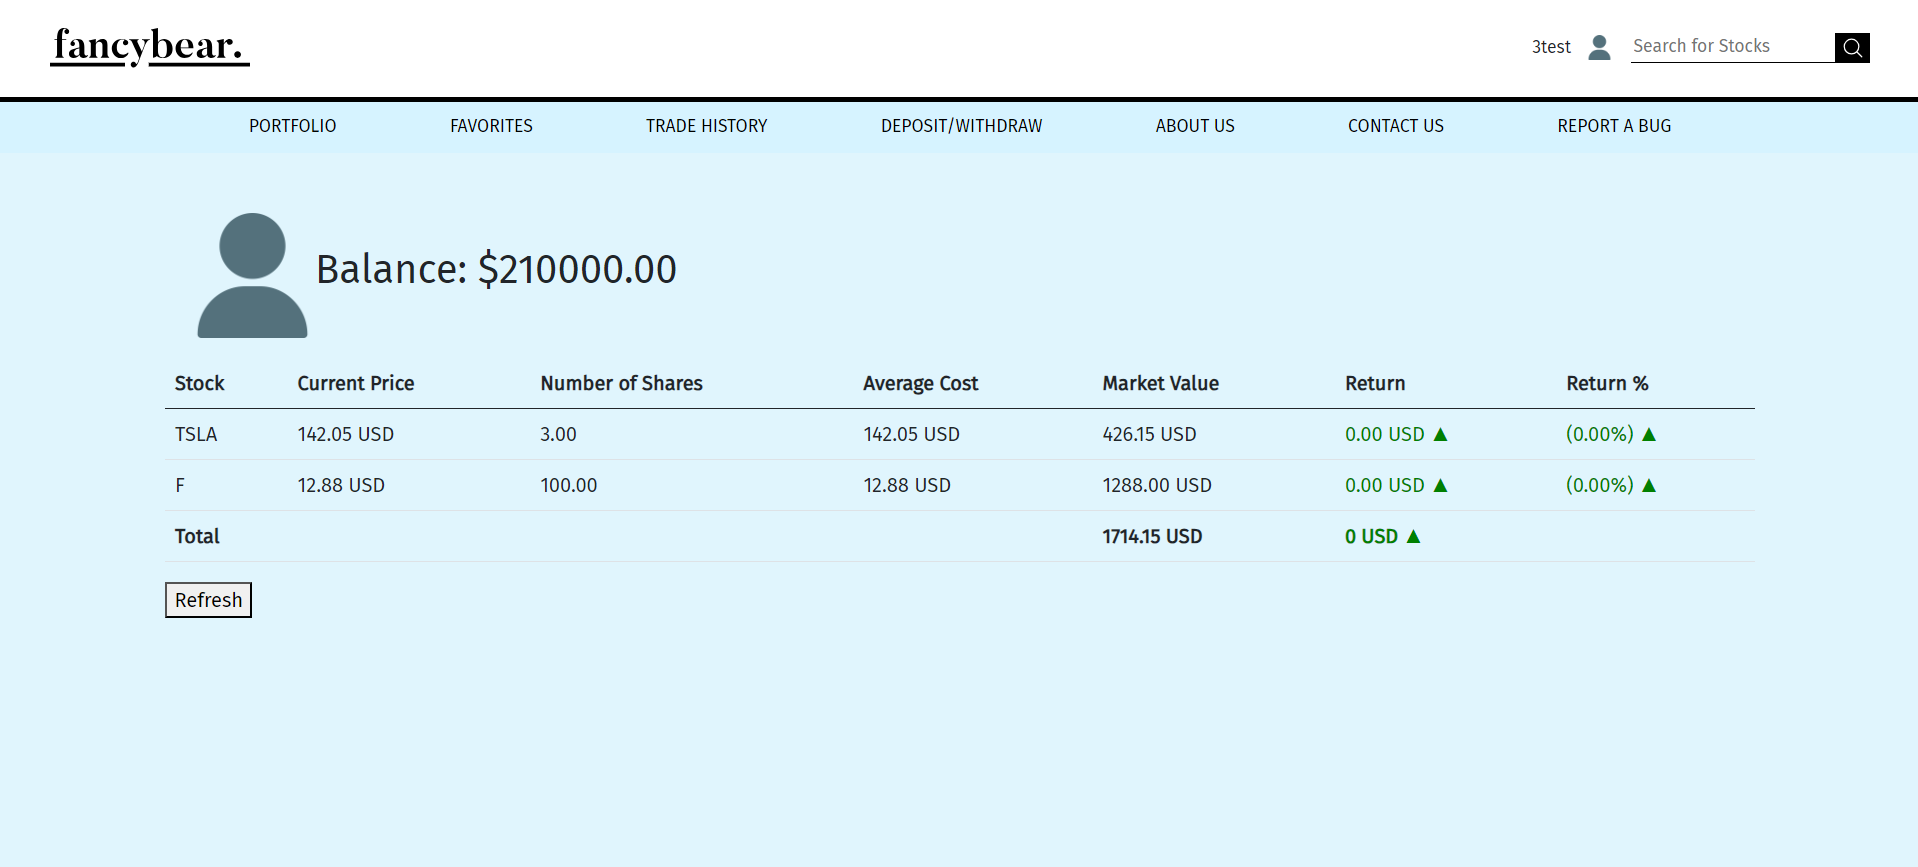 fancybear.
3test Search for Stocks
PORTFOLIO FAVORITES TRADE HISTORY DEPOSIT/WITHDRAW ABOUT US CONTACT US REPORT A BUG
Balance: $210000.00
Stock Current Price Number of Shares Average Cost Market Value Return Return %
TSLA 142.05 USD 3.00 142.05 USD 426.15 USD 0.00 USD ▲ (0.00%) ▲
F 12.88 USD 100.00 12.88 USD 1288.00 USD 0.00 USD ▲ (0.00%) ▲
Total 1714.15 USD 0 USD ▲
Refresh